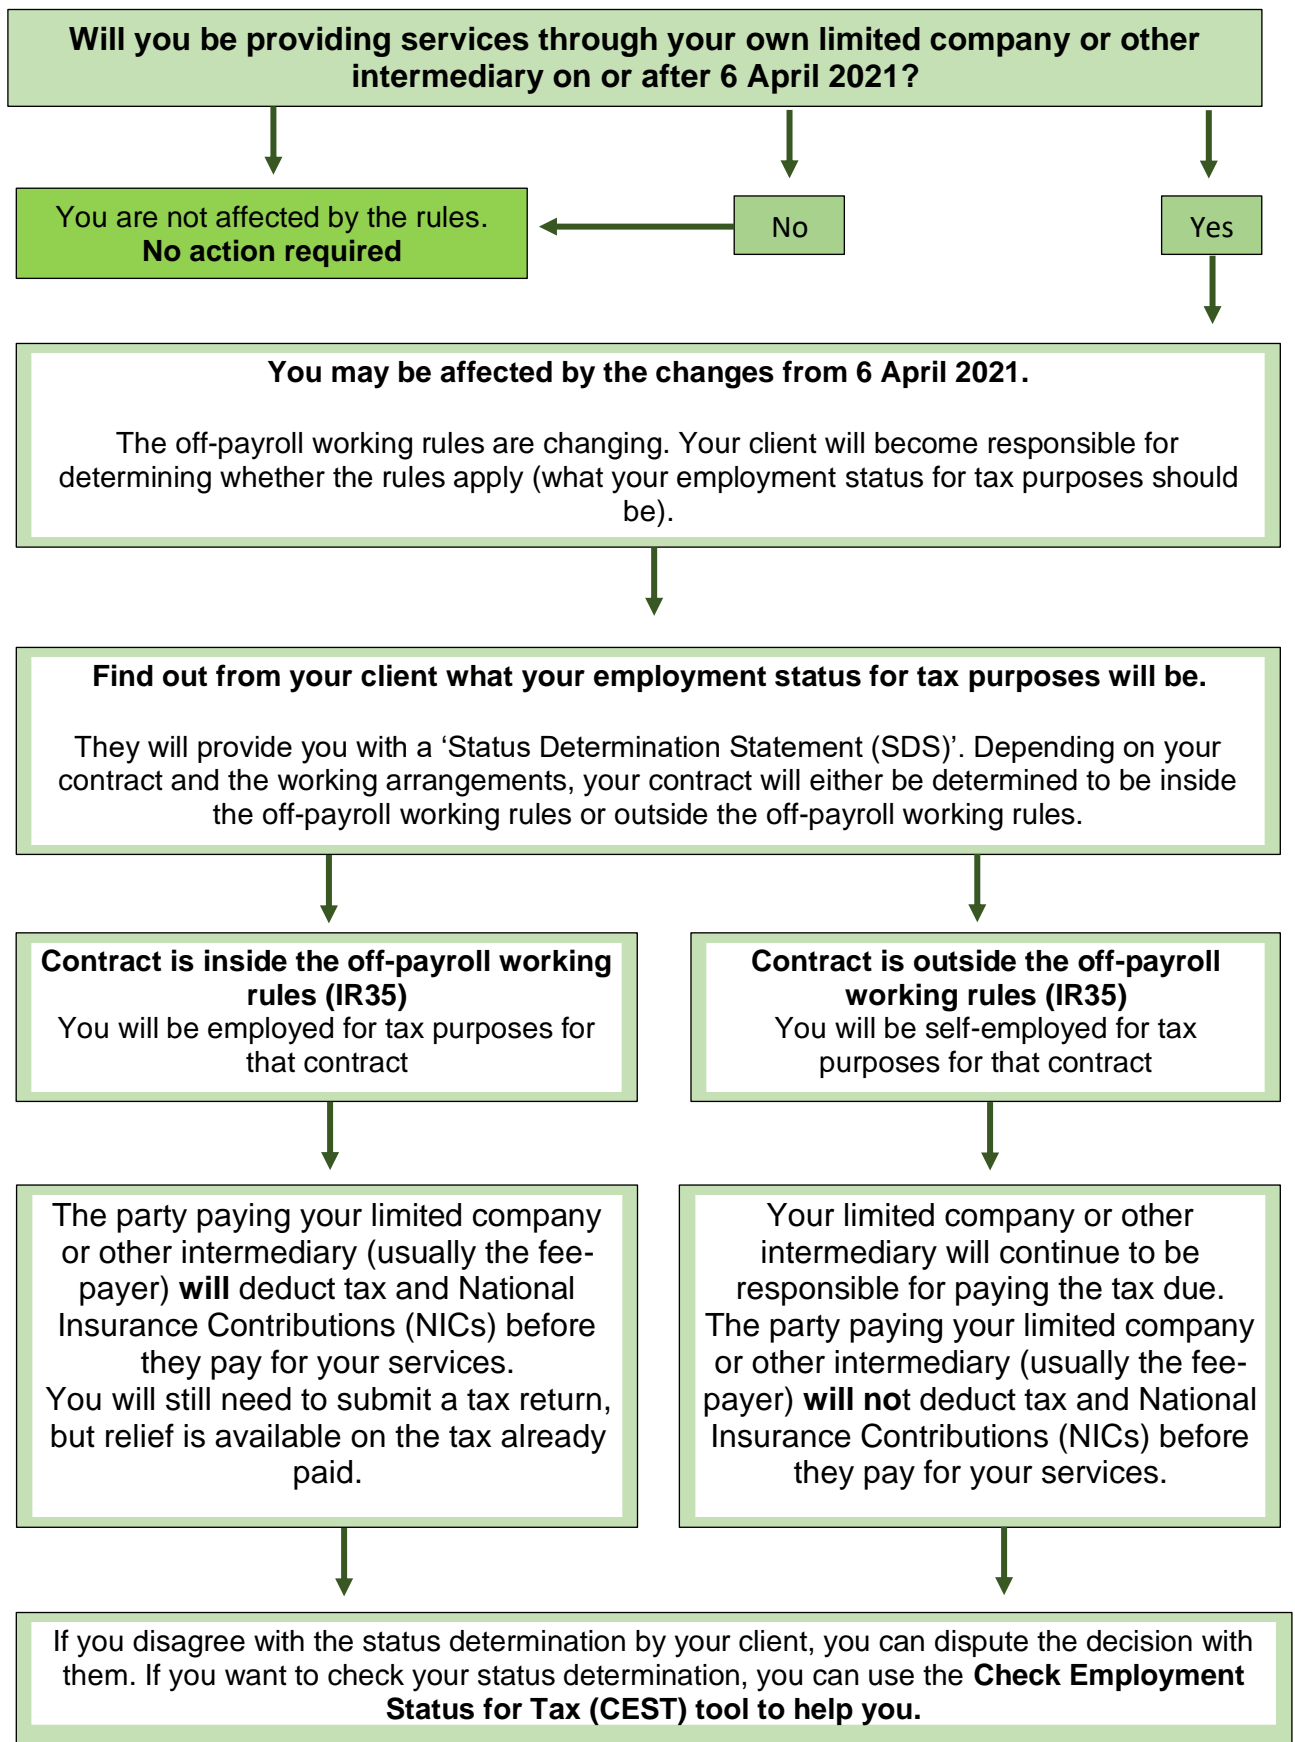 Will you be providing services through your own limited company or other
intermediary on or after 6 April 2021?
You are not affected by the rules.
No action required
No
Yes
You may be affected by the changes from 6 April 2021.
The off-payroll working rules are changing. Your client will become responsible for
determining whether the rules apply (what your employment status for tax purposes should
be).
Find out from your client what your employment status for tax purposes will be.
They will provide you with a ‘Status Determination Statement (SDS)’. Depending on your
contract and the working arrangements, your contract will either be determined to be inside
the off-payroll working rules or outside the off-payroll working rules.
Contract is inside the off-payroll working
rules (IR35)
You will be employed for tax purposes for
that contract
Contract is outside the off-payroll
working rules (IR35)
You will be self-employed for tax
purposes for that contract
The party paying your limited company
or other intermediary (usually the fee-
payer) will deduct tax and National
Insurance Contributions (NICs) before
they pay for your services.
You will still need to submit a tax return,
but relief is available on the tax already
paid.
Your limited company or other
intermediary will continue to be
responsible for paying the tax due.
The party paying your limited company
or other intermediary (usually the fee-
payer) will not deduct tax and National
Insurance Contributions (NICs) before
they pay for your services.
If you disagree with the status determination by your client, you can dispute the decision with
them. If you want to check your status determination, you can use the Check Employment
Status for Tax (CEST) tool to help you.